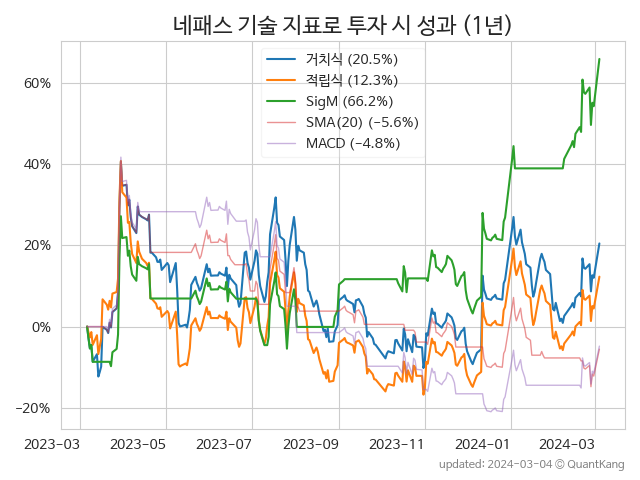 네패스 기술 지표로 투자 시 성과 (1년)
거치식 (20.5%)
적립식 (12.3%)
SigM (66.2%)
SMA(20) (−5.6%)
MACD (−4.8%)
60%
40%
20%
0%
−20%
2023-03 2023-05 2023-07 2023-09 2023-11 2024-01 2024-03
updated: 2024-03-04 © QuantKang